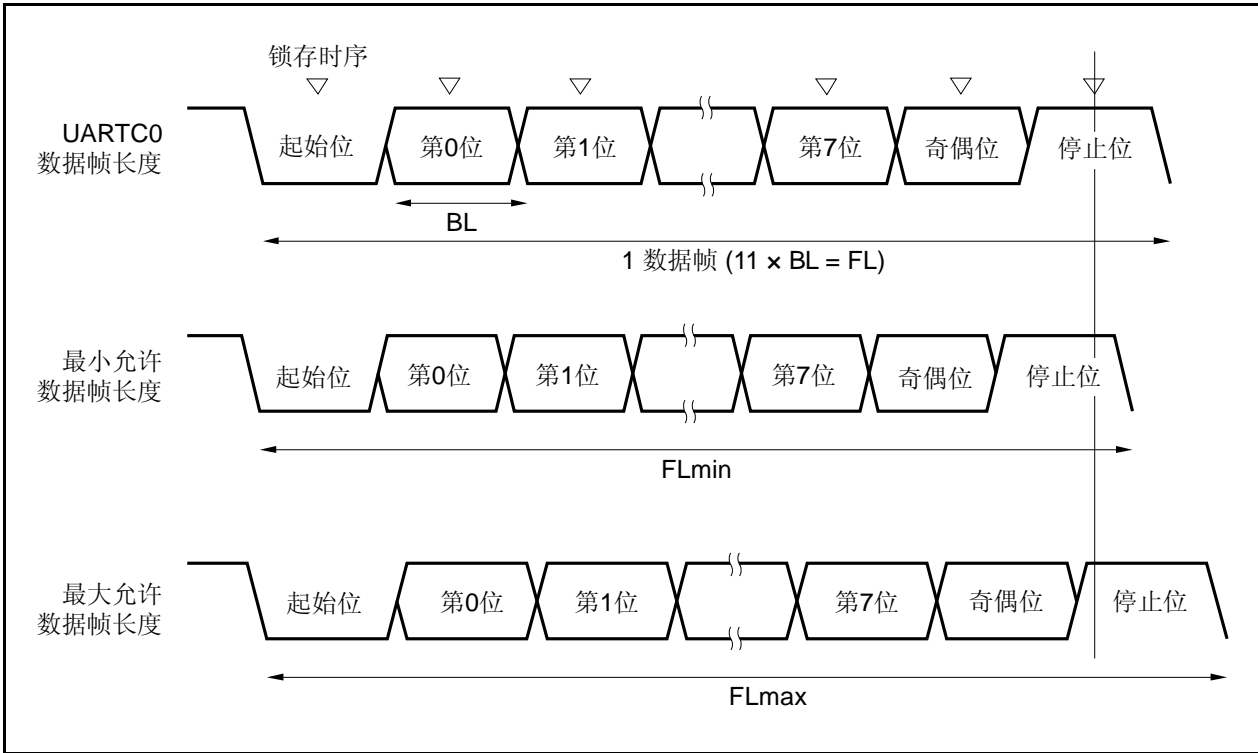 锁存时序
UARTC0
数据帧长度
起始位 第0位 第1位 第7位 奇偶位 停止位
BL
1 数据帧 (11 × BL = FL)
最小允许
数据帧长度
起始位 第0位 第1位 第7位 奇偶位 停止位
FLmin
最大允许
数据帧长度
起始位 第0位 第1位 第7位 奇偶位 停止位
FLmax